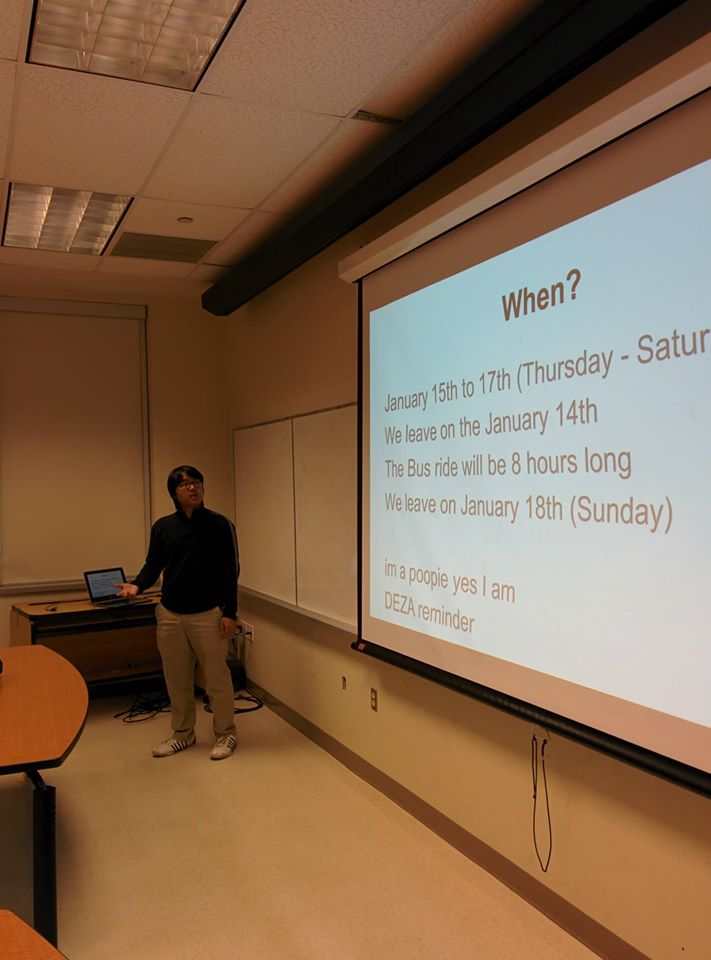 When?
January 15th to 17th (Thursday - Satur
We leave on the January 14th
The Bus ride will be 8 hours long
We leave on January 18th (Sunday)
im a poopie yes I am
DEZA reminder